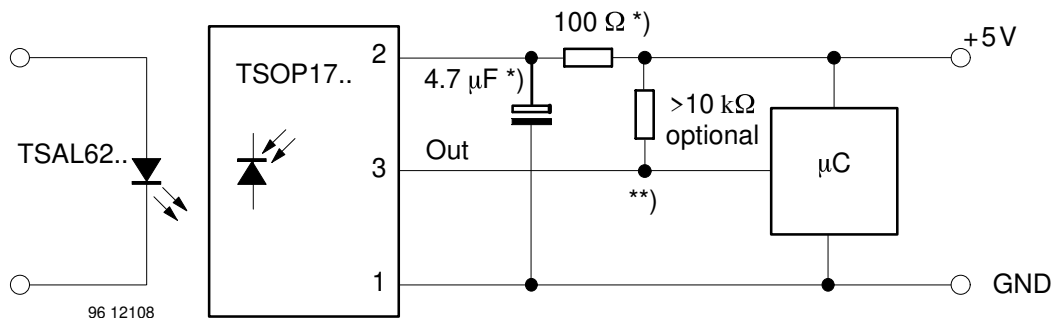 100 Ω *)
+5V
2
TSOP17..
4.7 µF *)
>10 kΩ
optional
TSAL62..
Out
3
µC
**)
1
GND
96 12108